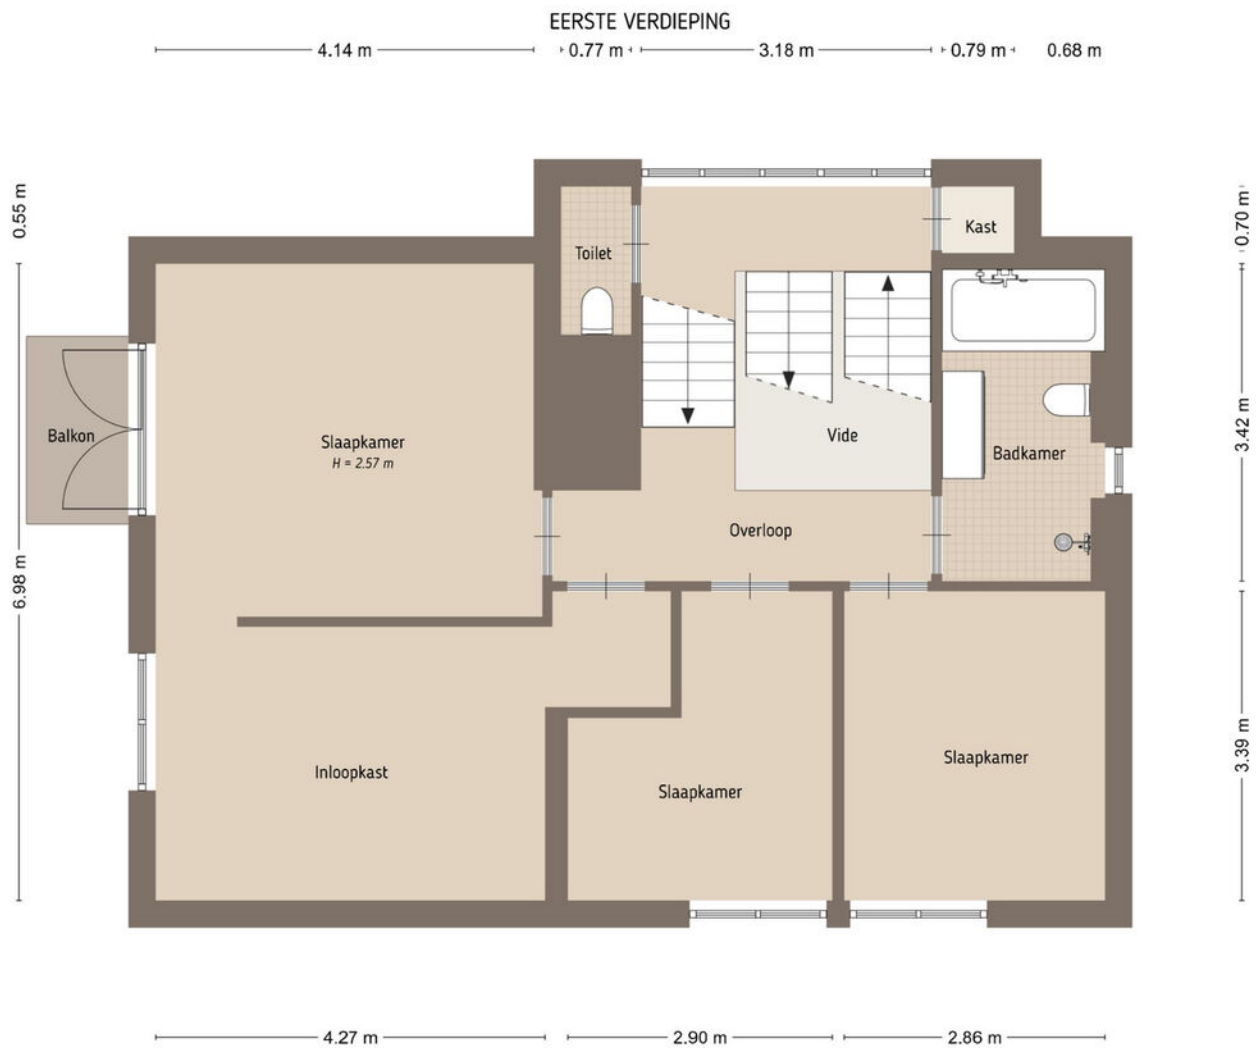 EERSTE VERDIEPING
4.14 m
0.77 m
3.18 m
0.79 m
0.68 m
0.55 m
0.70 m
Kast
Toilet
Balkon
Slaapkamer
H = 2.57 m
Vide
Badkamer
3.42 m
Overloop
6.98 m
Inloopkast
Slaapkamer
Slaapkamer
3.39 m
4.27 m
2.90 m
2.86 m